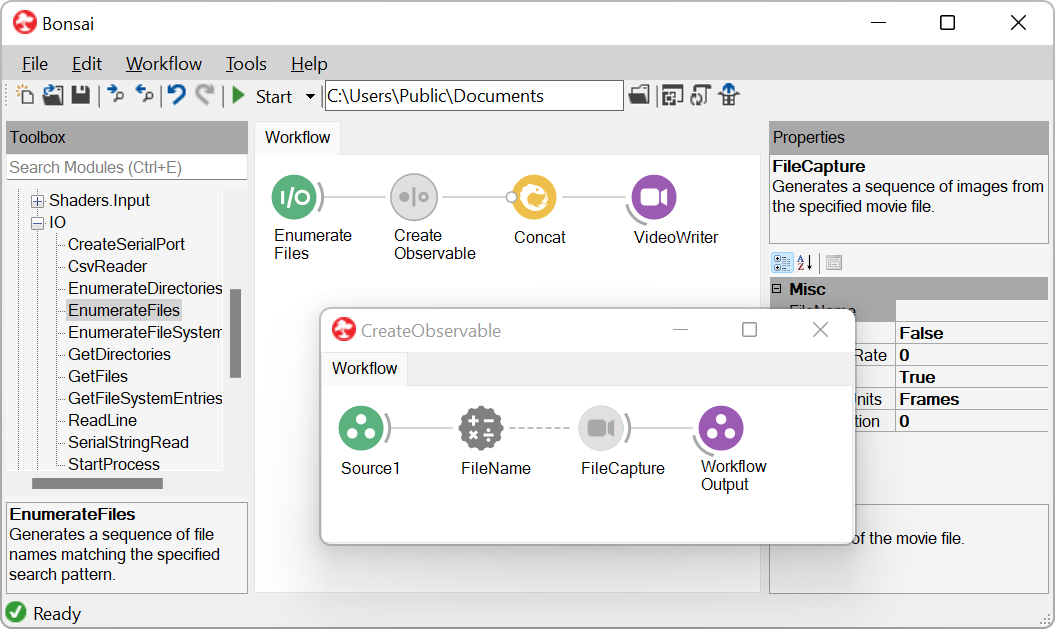 Bonsai
File Edit Workflow Tools Help
Start C:\Users\Public\Documents
Toolbox
Search Modules (Ctrl+E)
Shaders.Input
IO
CreateSerialPort
CsvReader
EnumerateDirectories
EnumerateFiles
EnumerateFileSystem
GetDirectories
GetFiles
GetFileSystemEntries
ReadLine
SerialStringRead
StartProcess
EnumerateFiles
Generates a sequence of file
names matching the specified
search pattern.
Ready
Workflow
I/O
Enumerate
Files
Create
Observable
Concat
VideoWriter
CreateObservable
Workflow
Source1
FileName
FileCapture
Workflow
Output
Properties
FileCapture
Generates a sequence of images from
the specified movie file.
Misc
FileName
False
Rate 0
True
Units Frames
tion 0
of the movie file.